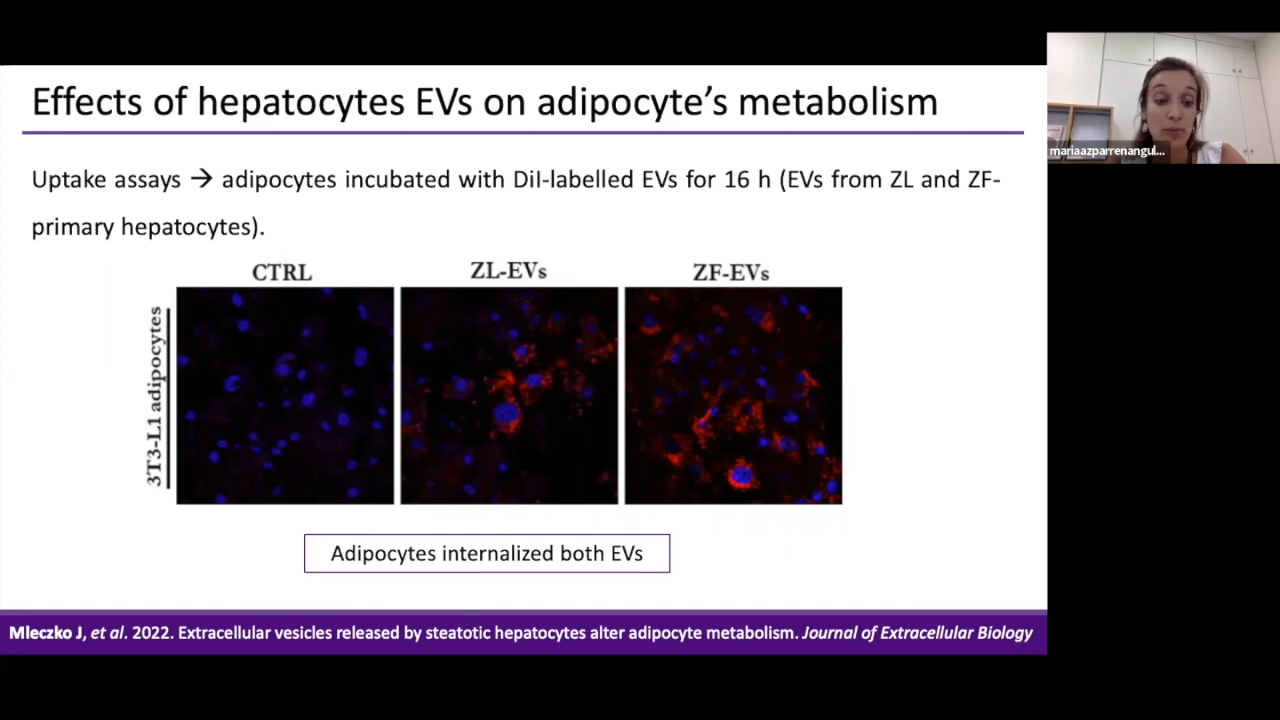 Effects of hepatocytes EVs on adipocyte’s metabolism
mariaazparrenangul...
Uptake assays → adipocytes incubated with DiI-labelled EVs for 16 h (EVs from ZL and ZF-
primary hepatocytes).
CTRL
ZL-EVs
ZF-EVs
3T3-L1 adipocytes
Adipocytes internalized both EVs
Mleczko J, et al. 2022. Extracellular vesicles released by steatotic hepatocytes alter adipocyte metabolism. Journal of Extracellular Biology